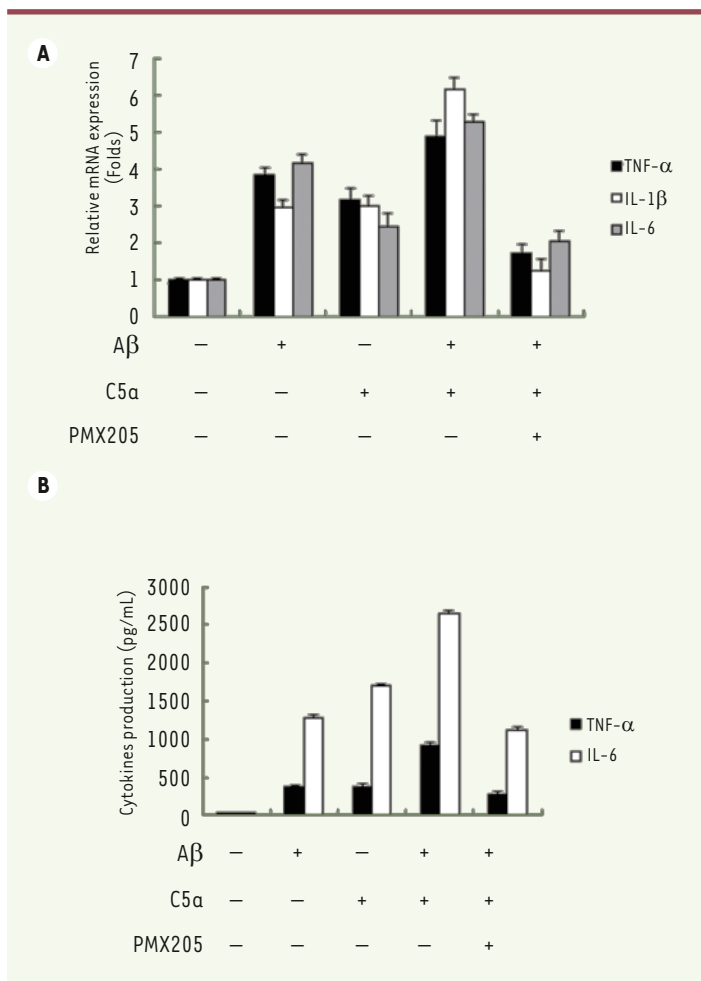 A
Relative mRNA expression
(Folds)
7
6
5
4
3
2
1
0
TNF-α
IL-1β
IL-6
Aβ – + – + +
C5a – – + + +
PMX205 – – – – +
B
Cytokines production (pg/mL)
3000
2500
2000
1500
1000
500
0
TNF-α
IL-6
Aβ – + – + +
C5a – – + + +
PMX205 – – – – +